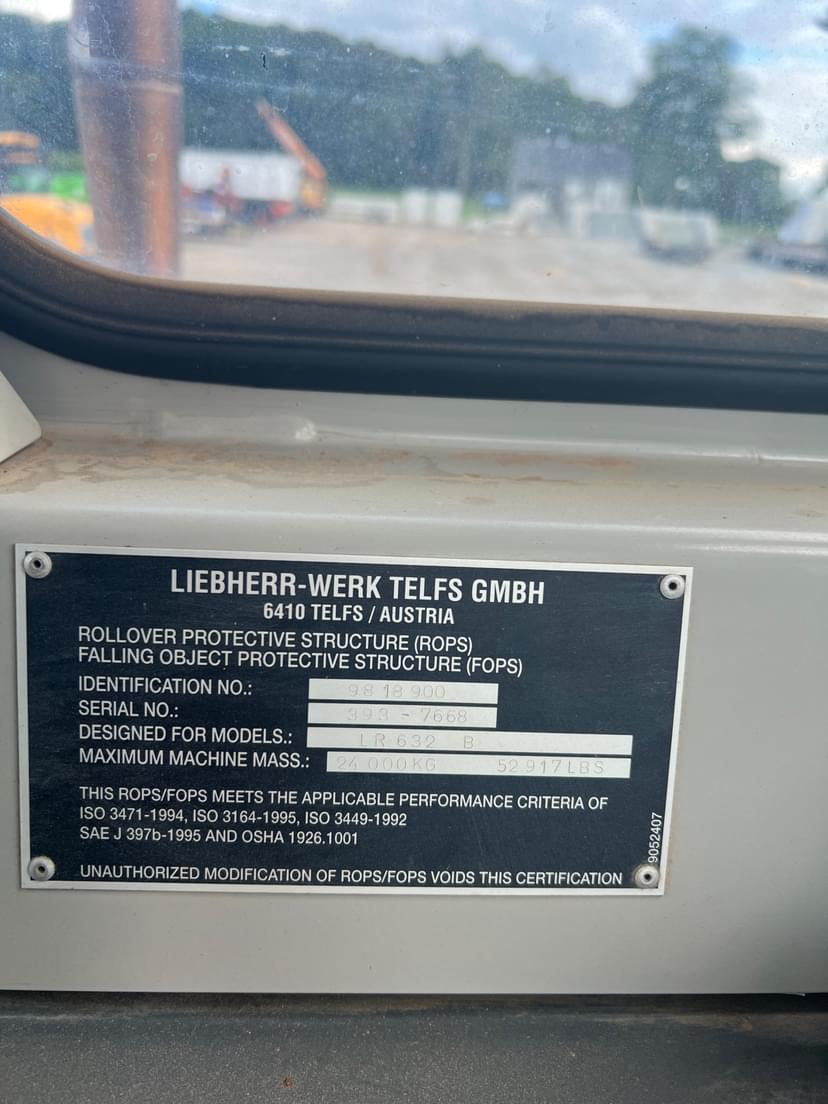 LIEBHERR-WERK TELFS GMBH
6410 TELFS / AUSTRIA
ROLLOVER PROTECTIVE STRUCTURE (ROPS)
FALLING OBJECT PROTECTIVE STRUCTURE (FOPS)
IDENTIFICATION NO.: 9818900
SERIAL NO.: 393 - 7668
DESIGNED FOR MODELS.: LR 632 B
MAXIMUM MACHINE MASS.: 24 000KG 52 917LBS
THIS ROPS/FOPS MEETS THE APPLICABLE PERFORMANCE CRITERIA OF
ISO 3471-1994, ISO 3164-1995, ISO 3449-1992
SAE J 397b-1995 AND OSHA 1926.1001
9052407
UNAUTHORIZED MODIFICATION OF ROPS/FOPS VOIDS THIS CERTIFICATION